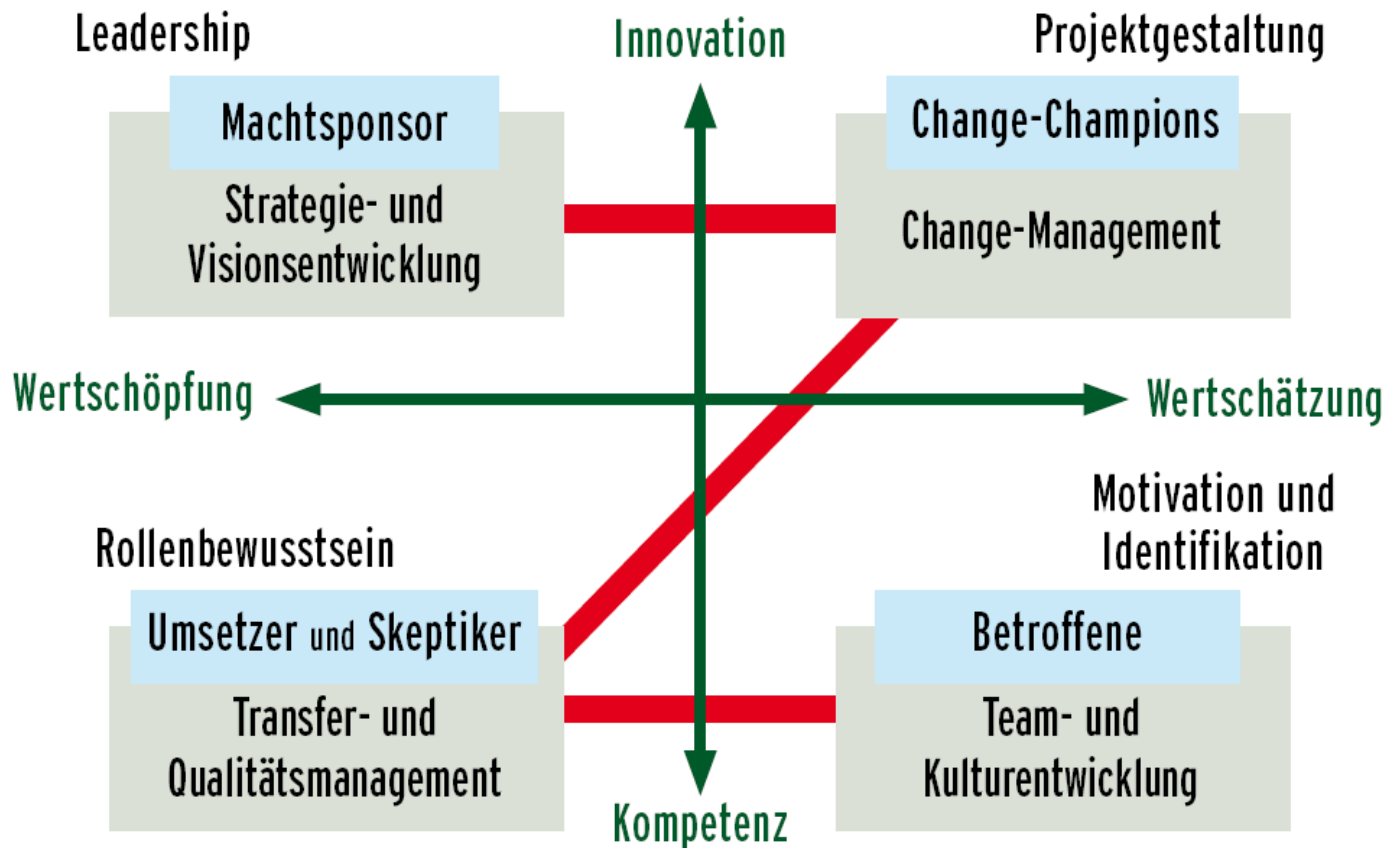 Leadership
Innovation
Projektgestaltung
Machtsponsor
Strategie- und
Visionsentwicklung
Change-Champions
Change-Management
Wertschöpfung
Wertschätzung
Rollenbewusstsein
Motivation und
Identifikation
Umsetzer und Skeptiker
Transfer- und
Qualitätsmanagement
Betroffene
Team- und
Kulturentwicklung
Kompetenz